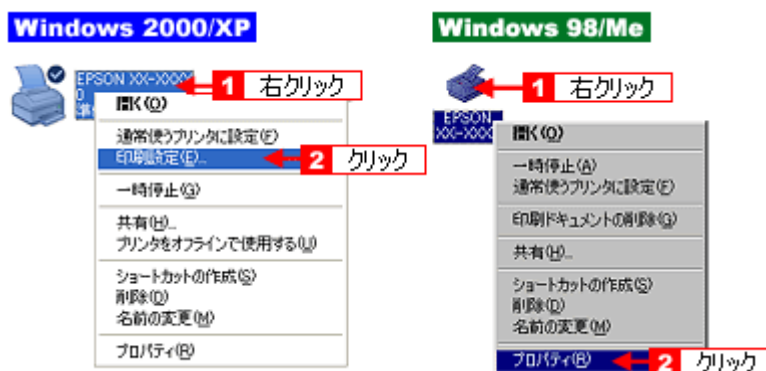 Windows 2000/XP
EPSON XX-XXXX
0
1 右クリック
開く(O)
通常使うプリンタに設定(F)
印刷設定(E)...
2 クリック
一時停止(G)
共有(H)...
プリンタをオフラインで使用する(U)
ショートカットの作成(S)
削除(D)
名前の変更(M)
プロパティ(R)
Windows 98/Me
1 右クリック
EPSON
XX-XXXX
開く(O)
一時停止(A)
通常使うプリンタに設定(F)
印刷ドキュメントの削除(G)
共有(H)...
ショートカットの作成(S)
削除(D)
名前の変更(M)
プロパティ(R)
2 クリック